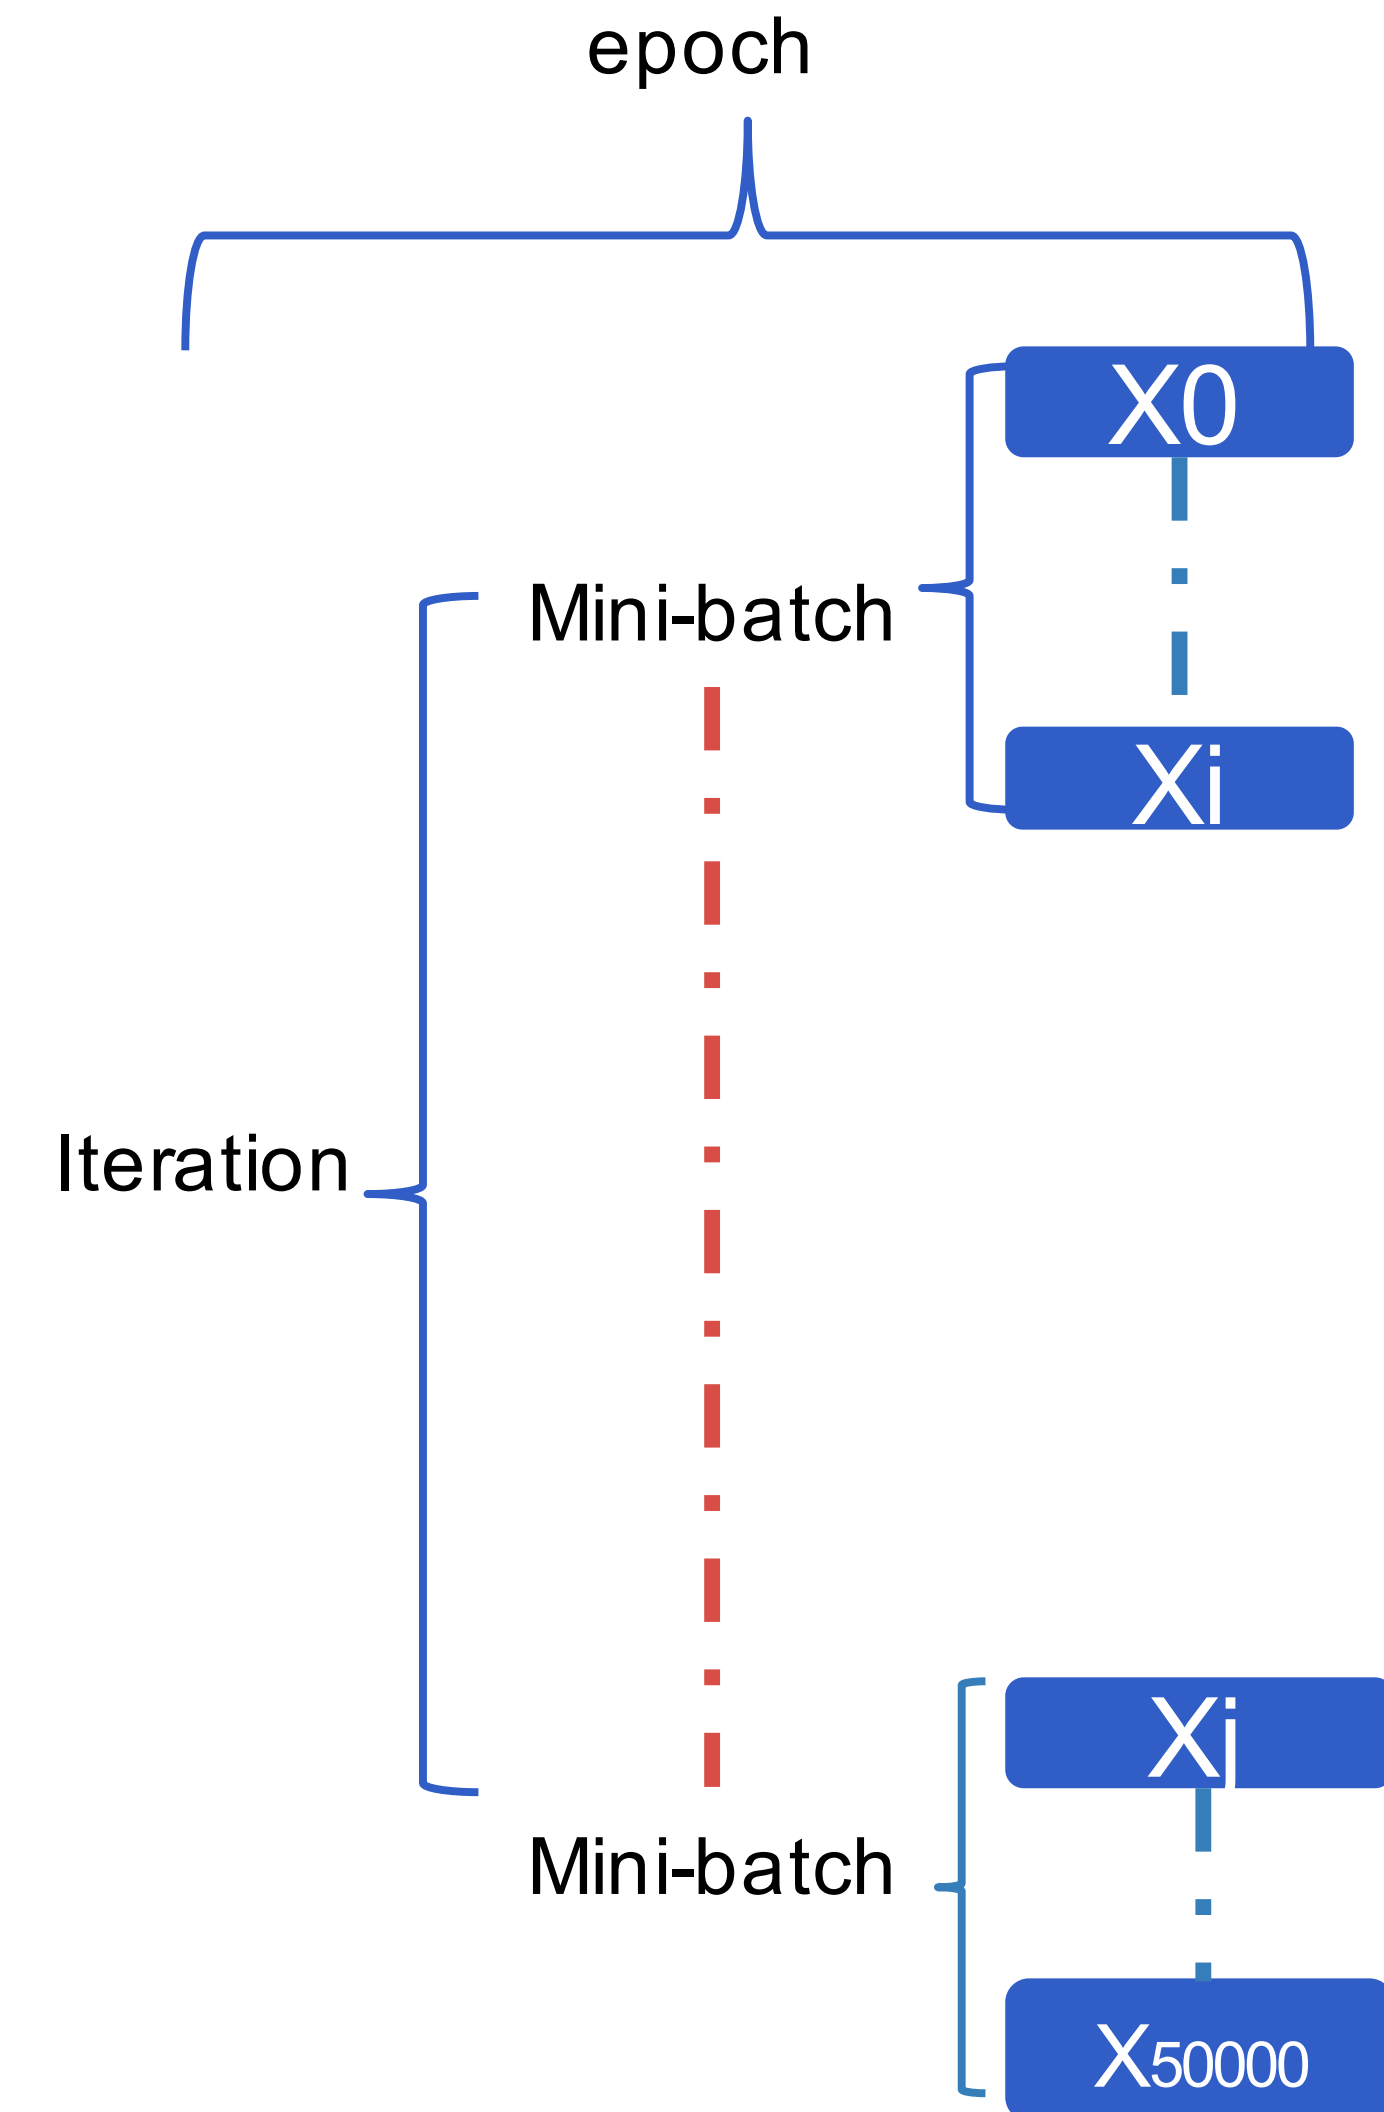 epoch
X0
Mini-batch
Xi
Iteration
Xj
Mini-batch
X50000